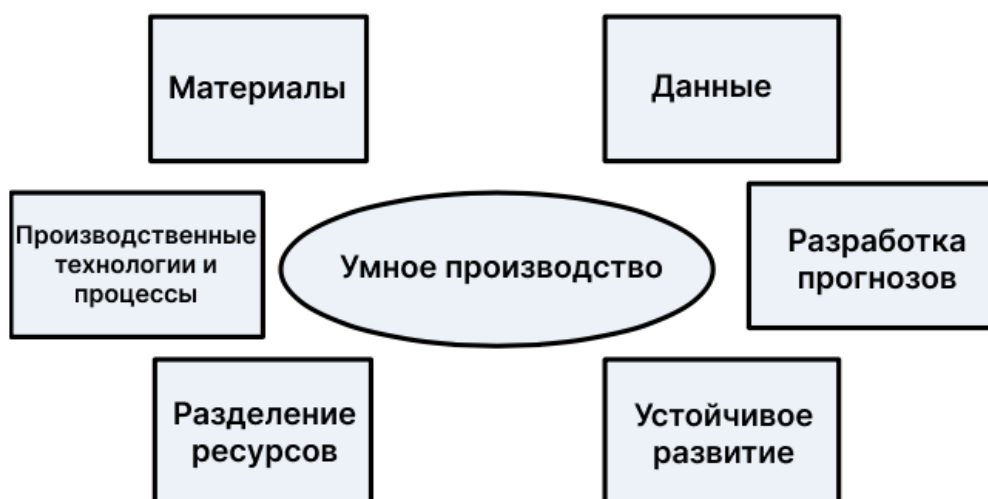 Материалы
Данные
Производственные
технологии и
процессы
Умное производство
Разработка
прогнозов
Разделение
ресурсов
Устойчивое
развитие